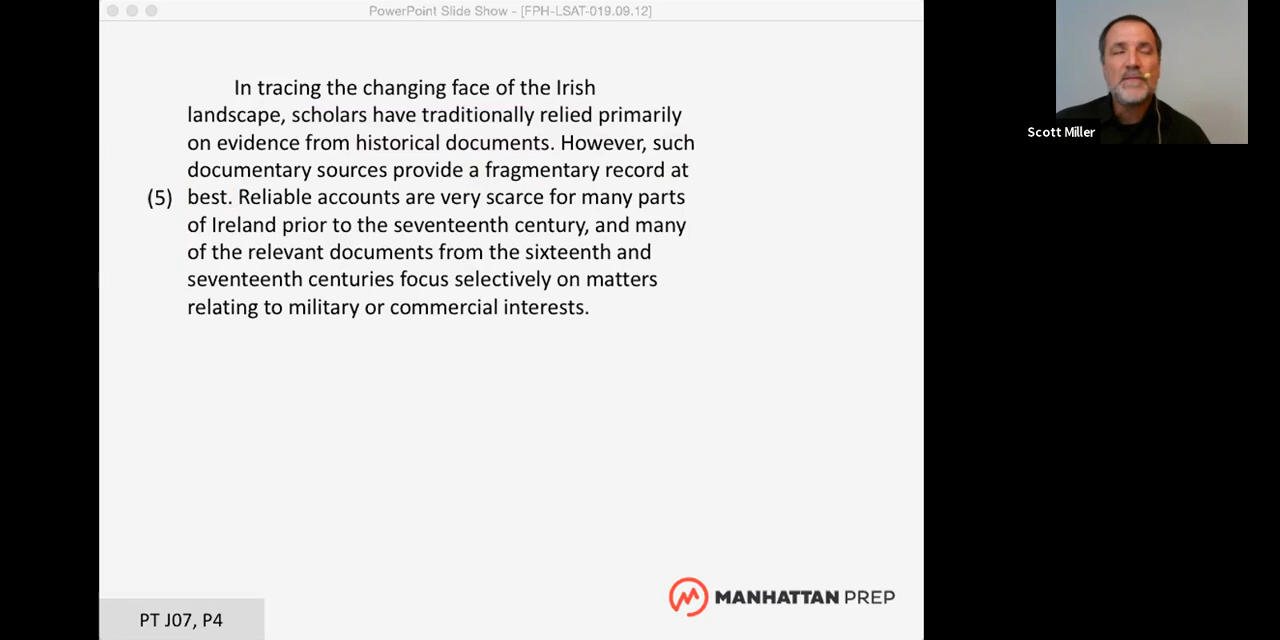 PowerPoint Slide Show - [FPH-LSAT-019.09.12]
In tracing the changing face of the Irish
landscape, scholars have traditionally relied primarily
on evidence from historical documents. However, such
documentary sources provide a fragmentary record at
(5) best. Reliable accounts are very scarce for many parts
of Ireland prior to the seventeenth century, and many
of the relevant documents from the sixteenth and
seventeenth centuries focus selectively on matters
relating to military or commercial interests.
Scott Miller
MANHATTAN PREP
PT J07, P4